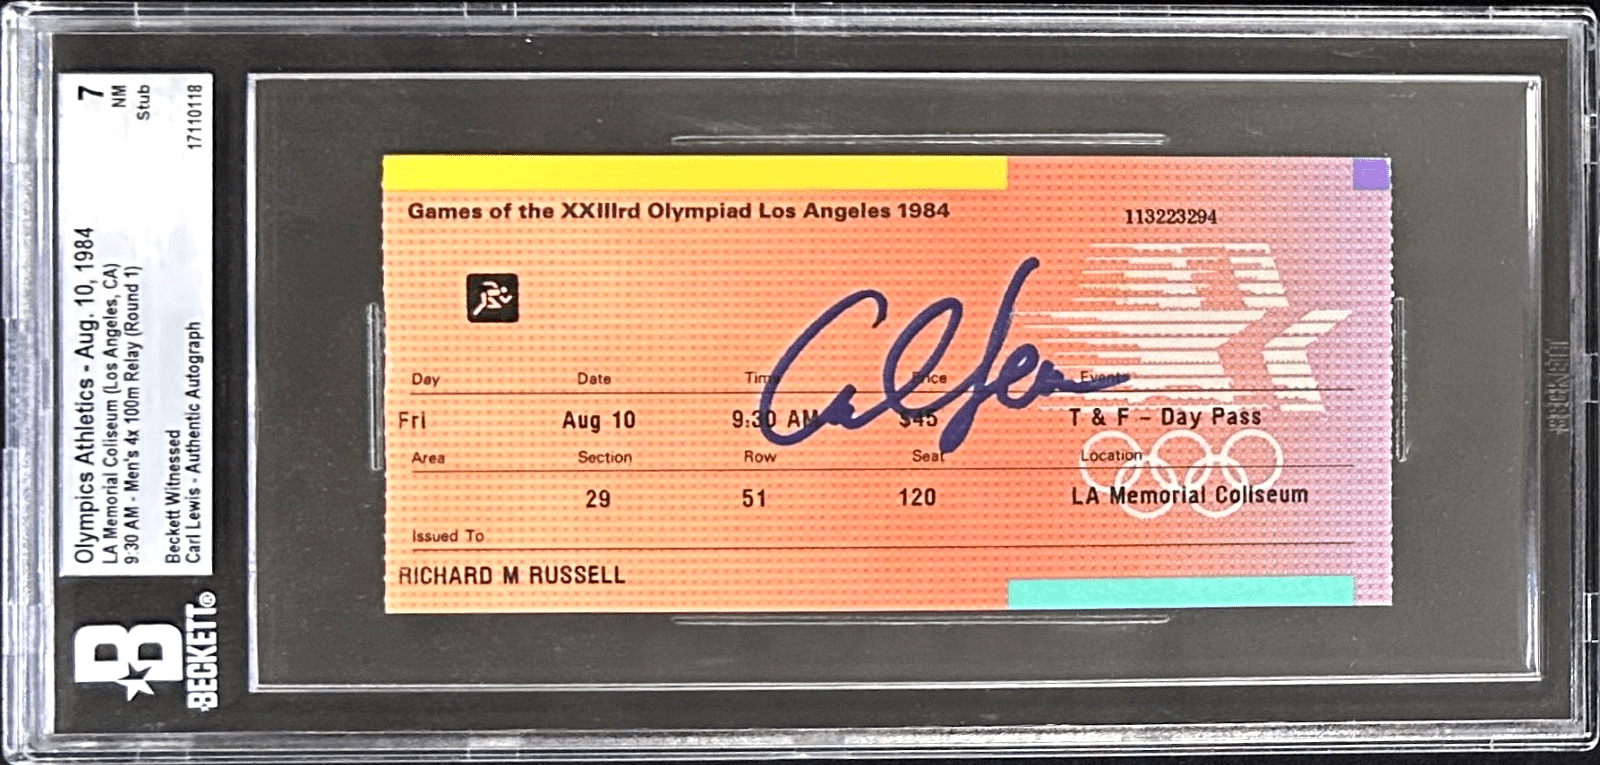 7
NM
Stub
17110118
Olympics Athletics - Aug. 10, 1984
LA Memorial Coliseum (Los Angeles, CA)
9:30 AM - Men's 4x 100m Relay (Round 1)
Beckett Witnessed
Carl Lewis - Authentic Autograph
B
BECKETT®
Games of the XXIIIrd Olympiad Los Angeles 1984
113223294
Day Date Time Price Event
Fri Aug 10 9:30 AM $45 T & F - Day Pass
Area Section Row Seat Location
29 51 120 LA Memorial Coliseum
Issued To
RICHARD M RUSSELL
Carl Lewis
BECKETT